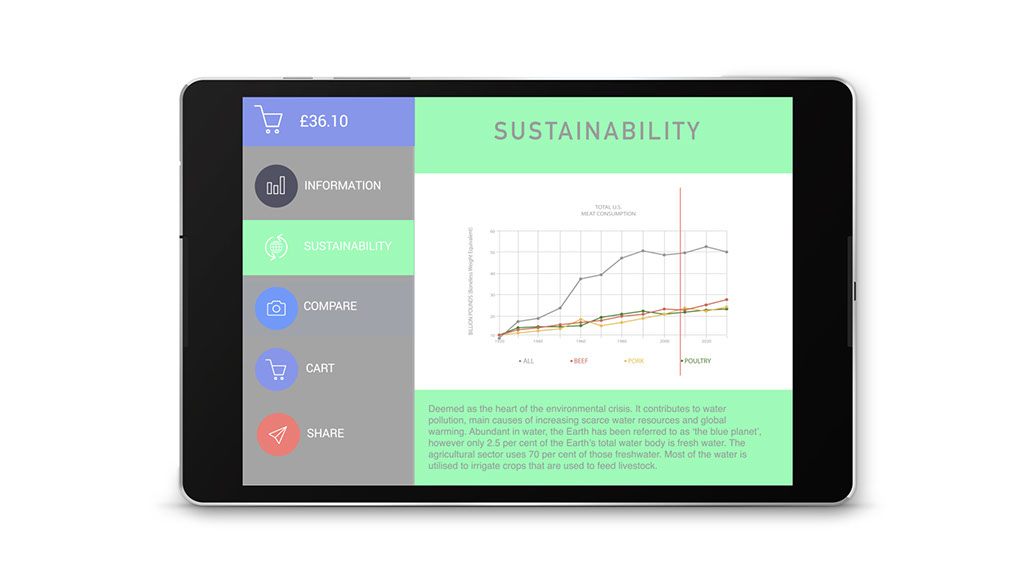 £36.10
INFORMATION
SUSTAINABILITY
COMPARE
CART
SHARE
SUSTAINABILITY
TOTAL U.S.
MEAT CONSUMPTION
BILLION POUNDS (Boneless Weight Equivalent)
1940
1960
1980
2000
ALL
BEEF
PORK
POULTRY
Deemed as the heart of the environmental crisis. It contributes to water
pollution, main causes of increasing scarce water resources and global
warming. Abundant in water, the Earth has been referred to as ‘the blue planet’,
however only 2.5 per cent of the Earth’s total water body is fresh water. The
agricultural sector uses 70 per cent of those freshwater. Most of the water is
utilised to irrigate crops that are used to feed livestock.